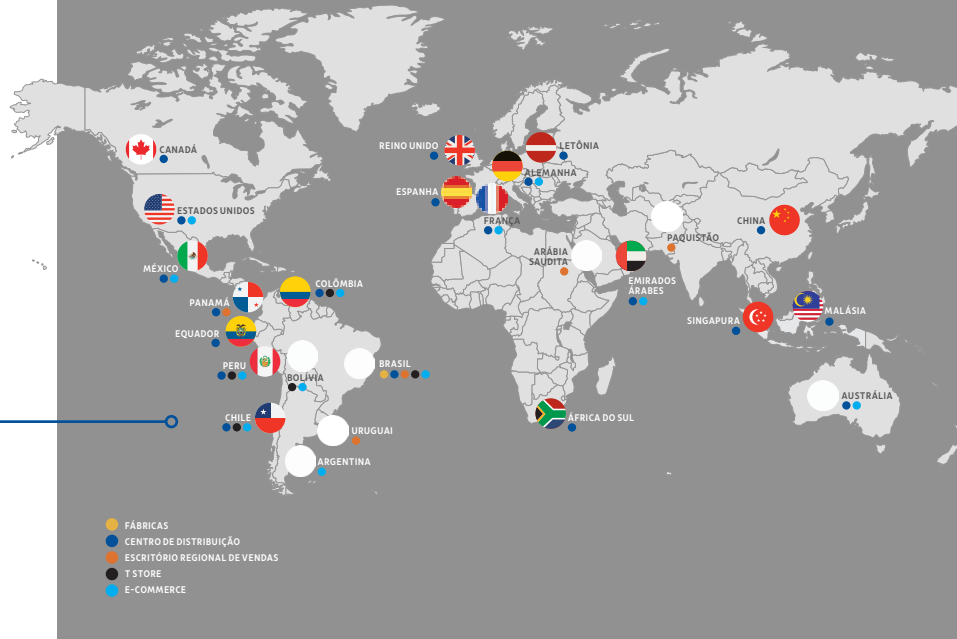 CANADÁ
ESTADOS UNIDOS
MÉXICO
PANAMÁ
COLÔMBIA
EQUADOR
PERU
BOLÍVIA
BRASIL
CHILE
URUGUAI
ARGENTINA
REINO UNIDO
LETÔNIA
ALEMANHA
ESPANHA
FRANÇA
ARÁBIA
SAUDITA
EMIRADOS
ÁRABES
PAQUISTÃO
CHINA
SINGAPURA
MALÁSIA
ÁFRICA DO SUL
AUSTRÁLIA
FÁBRICAS
CENTRO DE DISTRIBUIÇÃO
ESCRITÓRIO REGIONAL DE VENDAS
T STORE
E-COMMERCE